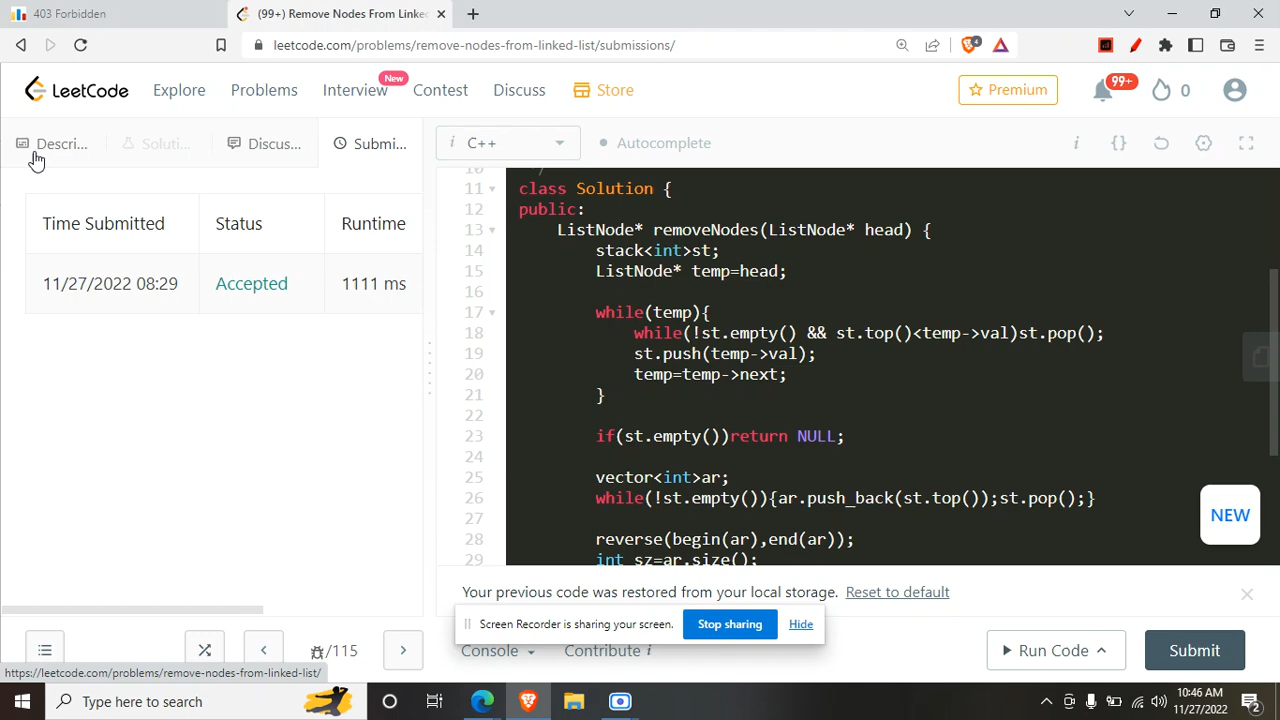 403 Forbidden
(99+) Remove Nodes From Linke
leetcode.com/problems/remove-nodes-from-linked-list/submissions/
4
LeetCode
Explore
Problems
Interview
New
Contest
Discuss
Store
Premium
99+
0
Descri...
Soluti...
Discus...
Submi...
i C++
Autocomplete
i
{}
Time Submitted Status Runtime
11/27/2022 08:29 Accepted 1111 ms
10 */
11 class Solution {
12 public:
13 ListNode* removeNodes(ListNode* head) {
14 stack<int>st;
15 ListNode* temp=head;
16
17 while(temp){
18 while(!st.empty() && st.top()<temp->val)st.pop();
19 st.push(temp->val);
20 temp=temp->next;
21 }
22
23 if(st.empty())return NULL;
24
25 vector<int>ar;
26 while(!st.empty()){ar.push_back(st.top());st.pop();}
27
28 reverse(begin(ar),end(ar));
29 int sz=ar.size();
NEW
Your previous code was restored from your local storage. Reset to default
Screen Recorder is sharing your screen. Stop sharing Hide
/115
Console
Contribute i
Run Code
Submit
https://leetcode.com/problems/remove-nodes-from-linked-list/
Type here to search
10:46 AM
11/27/2022
2